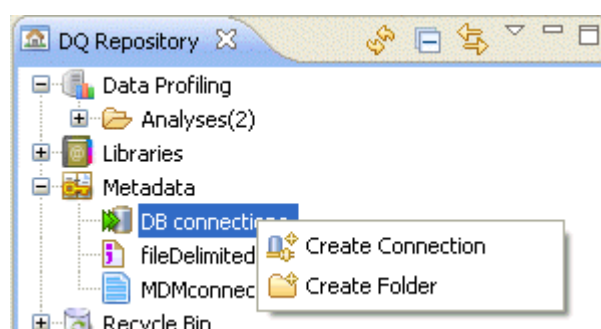 DQ Repository
Data Profiling
Analyses(2)
Libraries
Metadata
DB connections
Create Connection
fileDelimited
Create Folder
MDMconnec
Recycle Bin